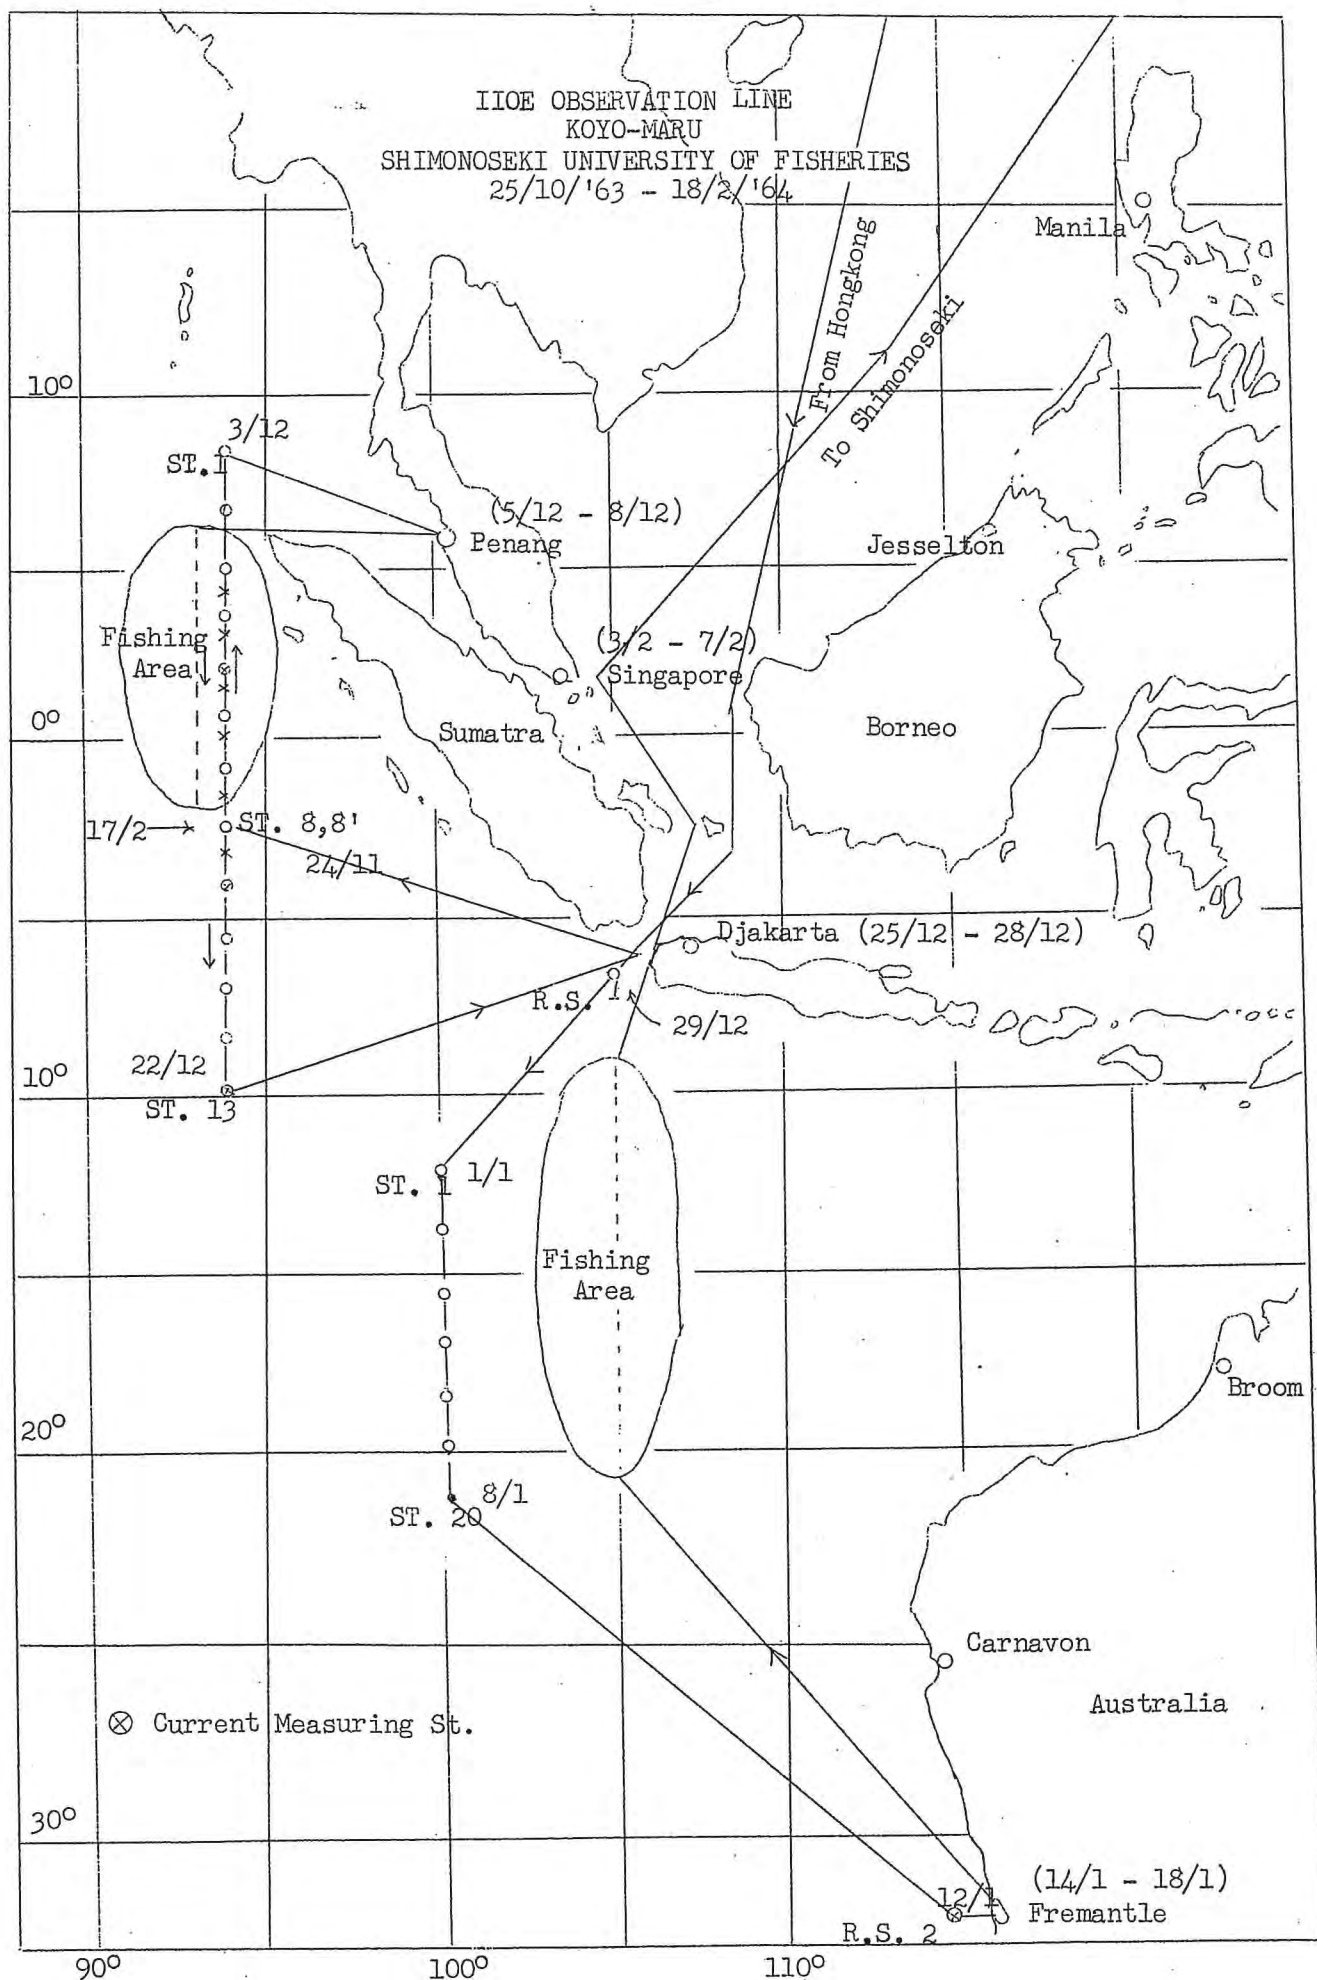 IIOE OBSERVATION LINE
KOYO-MARU
SHIMONOSEKI UNIVERSITY OF FISHERIES
25/10/'63 - 18/2/'64
Manila
From Hongkong
To Shimonoseki
10°
3/12
ST.1
(5/12 - 8/12)
Penang
Jesselton
Fishing
Area
(3/2 - 7/2)
Singapore
0°
Sumatra
Borneo
17/2
ST. 8,8'
24/11
Djakarta (25/12 - 28/12)
R.S. 1
29/12
22/12
10°
ST. 13
ST. 1
1/1
Fishing
Area
Broom
20°
8/1
ST. 20
Carnavon
Australia
⊗ Current Measuring St.
30°
(14/1 - 18/1)
12/1
Fremantle
R.S. 2
90°
100°
110°